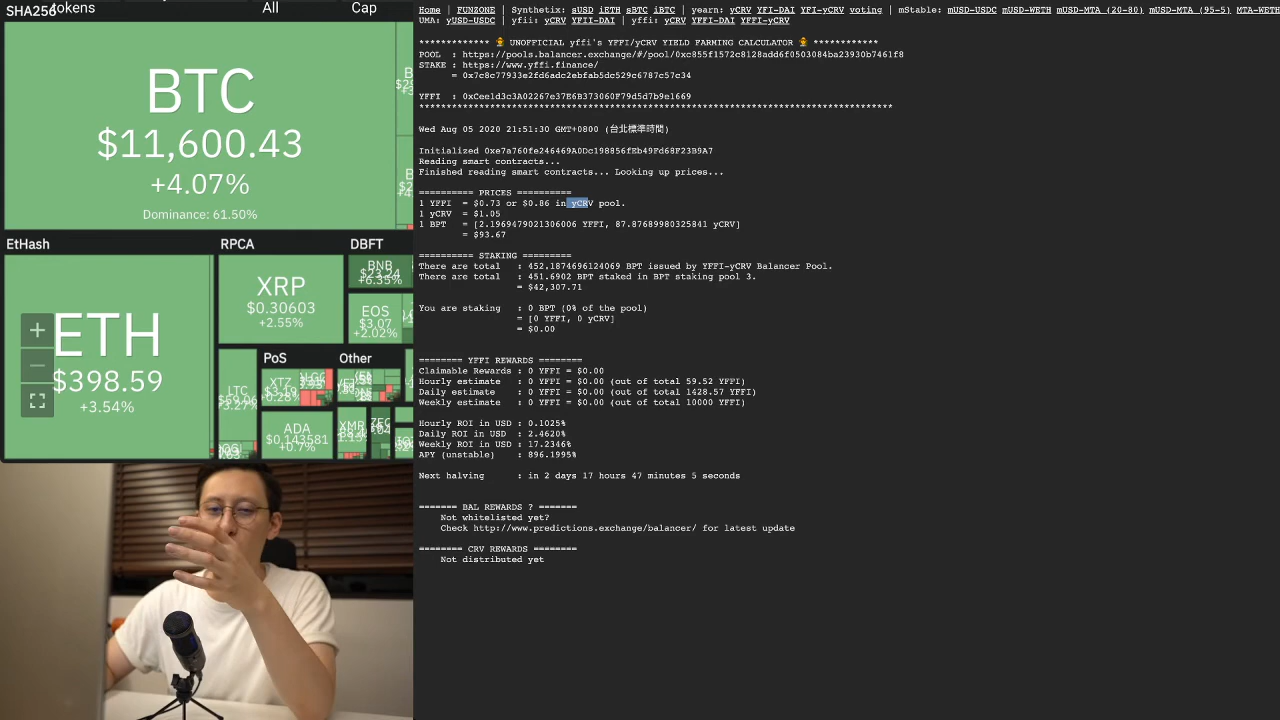 SHA256
Tokens
All
Cap
BTC
$11,600.43
+4.07%
Dominance: 61.50%
EtHash
RPCA
DBFT
ETH
$398.59
+3.54%
XRP
$0.30603
+2.55%
BNB
$23.24
+6.35%
EOS
$3.07
+2.02%
LTC
+3.27%
PoS
Other
XTZ
$3.19
+0.28%
ADA
$0.143581
+0.7%
XMR
ZEC
Home | FUNZONE | Synthetix: sUSD iETH sBTC iBTC | yearn: yCRV YFI-DAI YFI-yCRV voting | mStable: mUSD-USDC mUSD-WETH mUSD-MTA (20-80) mUSD-MTA (95-5) MTA-WETH
UMA: yUSD-USDC | yfii: yCRV YFII-DAI | yffi: yCRV YFFI-DAI YFFI-yCRV
************* 👨‍🌾 UNOFFICIAL yffi's YFFI/yCRV YIELD FARMING CALCULATOR 👨‍🌾 ************
POOL : https://pools.balancer.exchange/#/pool/0xc855f1572c8128add6f0503084ba23930b7461f8
STAKE : https://www.yffi.finance/
= 0x7c8c77933e2fd6adc2ebfab5dc529c6787c57c34
YFFI : 0xCee1d3c3A02267e37E6B373060F79d5d7b9e1669
******************************************************************************************
Wed Aug 05 2020 21:51:30 GMT+0800 (台北標準時間)
Initialized 0xe7a760fe246469A0Dc198856fEb49Fd68F23B9A7
Reading smart contracts...
Finished reading smart contracts... Looking up prices...
========== PRICES ==========
1 YFFI = $0.73 or $0.86 in yCRV pool.
1 yCRV = $1.05
1 BPT = [2.1969479021306006 YFFI, 87.87689980325841 yCRV]
= $93.67
========== STAKING =========
There are total : 452.1874696124069 BPT issued by YFFI-yCRV Balancer Pool.
There are total : 451.6902 BPT staked in BPT staking pool 3.
= $42,307.71
You are staking : 0 BPT (0% of the pool)
= [0 YFFI, 0 yCRV]
= $0.00
======== YFFI REWARDS ========
Claimable Rewards : 0 YFFI = $0.00
Hourly estimate : 0 YFFI = $0.00 (out of total 59.52 YFFI)
Daily estimate : 0 YFFI = $0.00 (out of total 1428.57 YFFI)
Weekly estimate : 0 YFFI = $0.00 (out of total 10000 YFFI)
Hourly ROI in USD : 0.1025%
Daily ROI in USD : 2.4620%
Weekly ROI in USD : 17.2346%
APY (unstable) : 896.1995%
Next halving : in 2 days 17 hours 47 minutes 5 seconds
======= BAL REWARDS ? =======
Not whitelisted yet?
Check http://www.predictions.exchange/balancer/ for latest update
======== CRV REWARDS ========
Not distributed yet